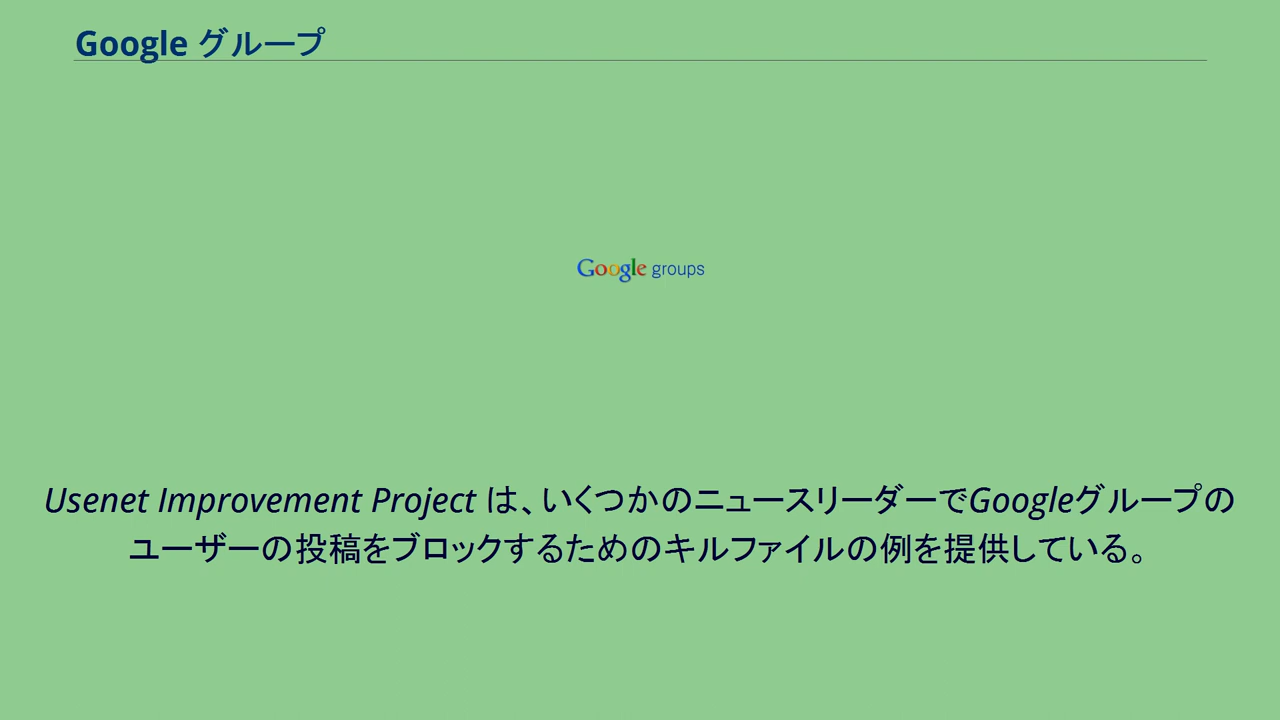 Google グループ
Google groups
Usenet Improvement Project は、いくつかのニュースリーダーでGoogleグループの
ユーザーの投稿をブロックするためのキルファイルの例を提供している。